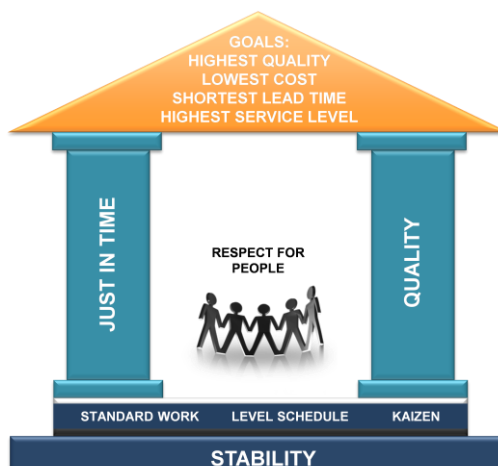 GOALS:
HIGHEST QUALITY
LOWEST COST
SHORTEST LEAD TIME
HIGHEST SERVICE LEVEL
JUST IN TIME
RESPECT FOR
PEOPLE
QUALITY
STANDARD WORK LEVEL SCHEDULE KAIZEN
STABILITY